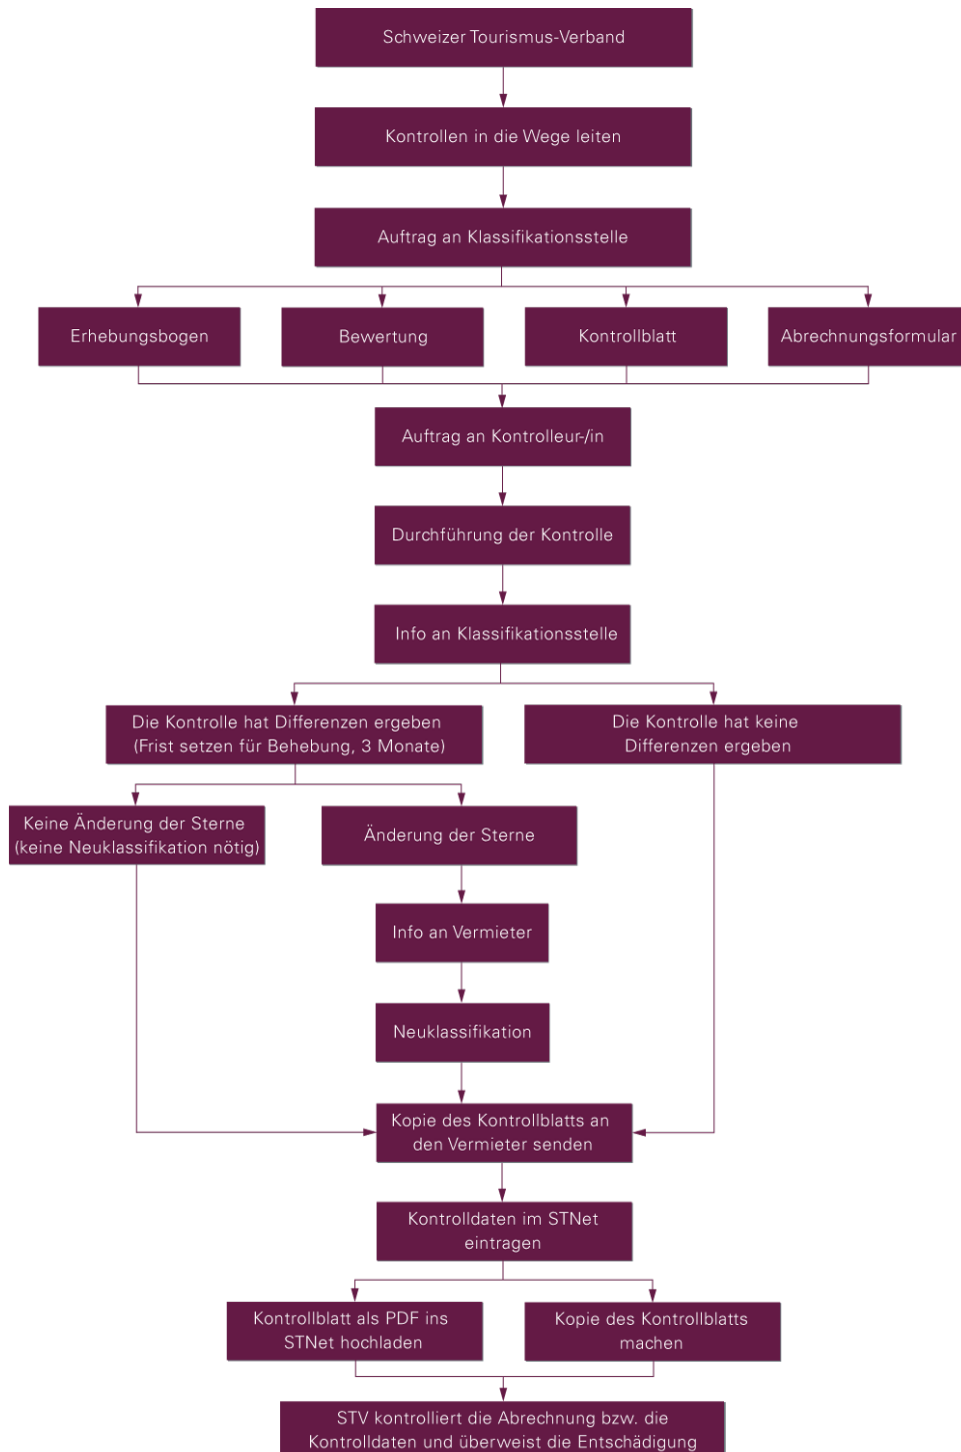 Schweizer Tourismus-Verband
Kontrollen in die Wege leiten
Auftrag an Klassifikationsstelle
Erhebungsbogen
Bewertung
Kontrollblatt
Abrechnungsformular
Auftrag an Kontrolleur-/in
Durchführung der Kontrolle
Info an Klassifikationsstelle
Die Kontrolle hat Differenzen ergeben
(Frist setzen für Behebung, 3 Monate)
Die Kontrolle hat keine
Differenzen ergeben
Keine Änderung der Sterne
(keine Neuklassifikation nötig)
Änderung der Sterne
Info an Vermieter
Neuklassifikation
Kopie des Kontrollblatts an
den Vermieter senden
Kontrolldaten im STNet
eintragen
Kontrollblatt als PDF ins
STNet hochladen
Kopie des Kontrollblatts
machen
STV kontrolliert die Abrechnung bzw. die
Kontrolldaten und überweist die Entschädigung